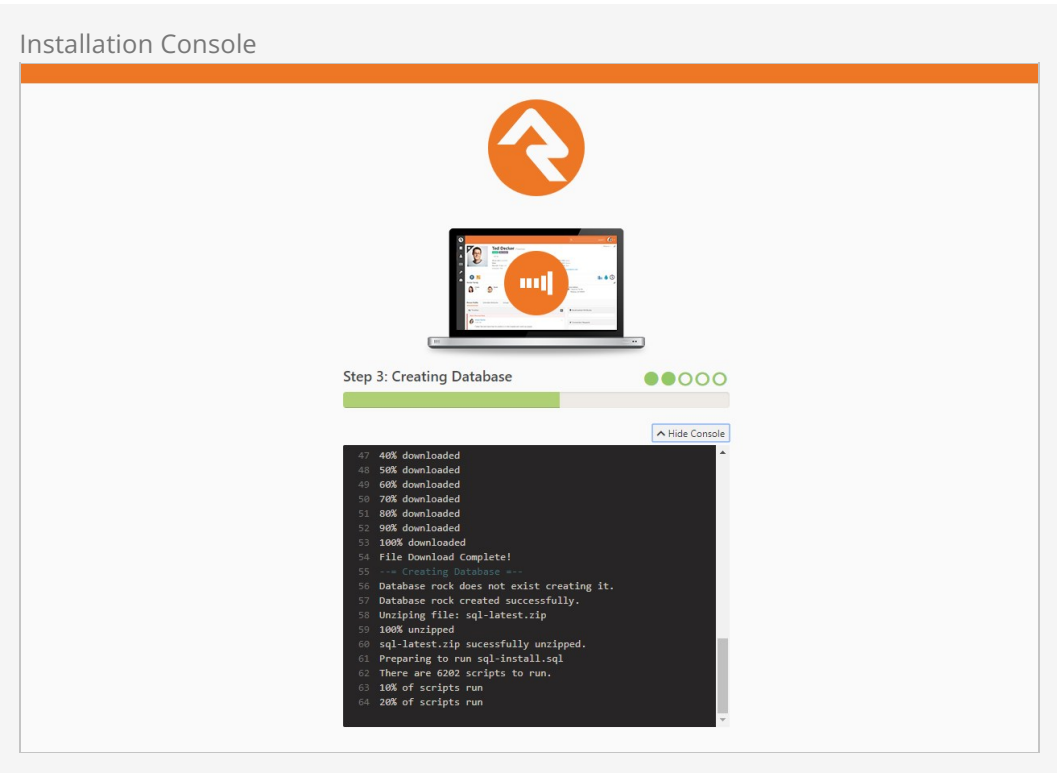 Installation Console
Ted Decker
Step 3: Creating Database
Hide Console
47 40% downloaded
48 50% downloaded
49 60% downloaded
50 70% downloaded
51 80% downloaded
52 90% downloaded
53 100% downloaded
54 File Download Complete!
55 --= Creating Database =--
56 Database rock does not exist creating it.
57 Database rock created successfully.
58 Unziping file: sql-latest.zip
59 100% unzipped
60 sql-latest.zip sucessfully unzipped.
61 Preparing to run sql-install.sql
62 There are 6202 scripts to run.
63 10% of scripts run
64 20% of scripts run